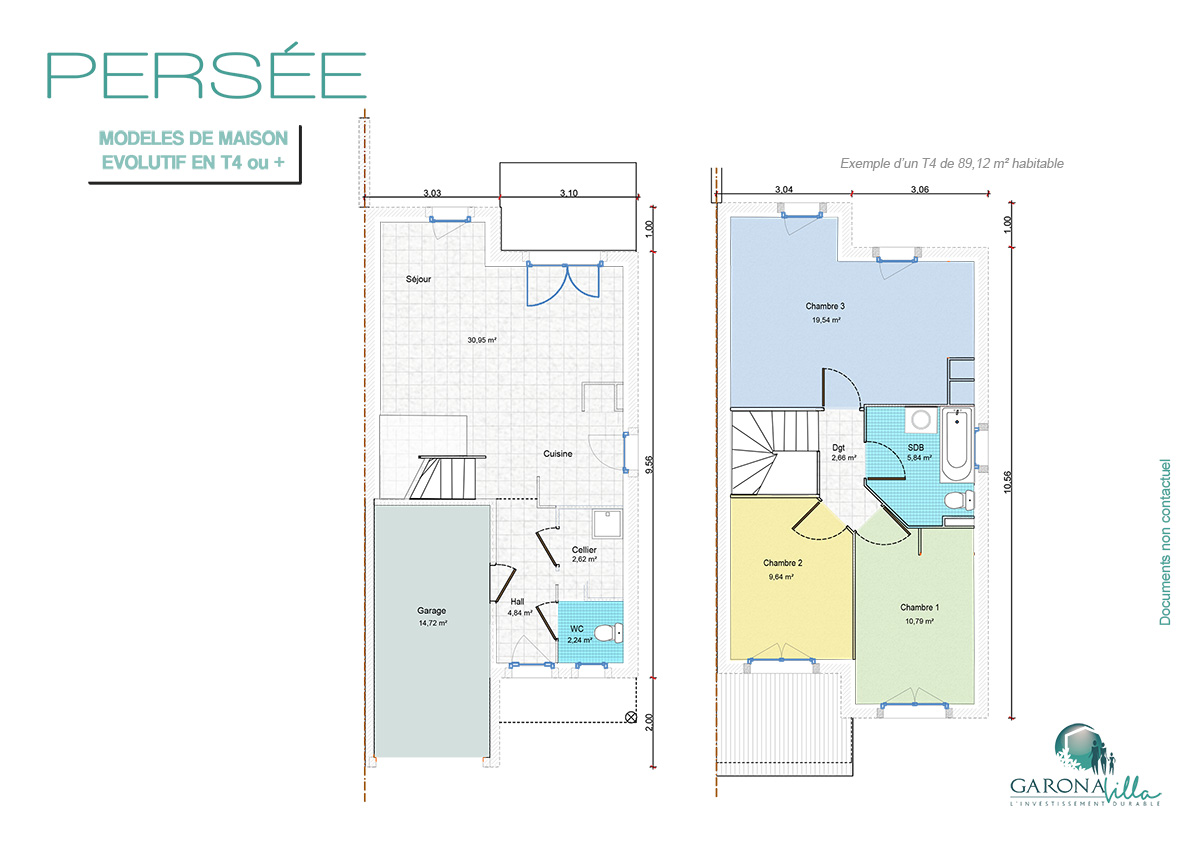 PERSÉE
MODELES DE MAISON
EVOLUTIF EN T4 ou +
Exemple d'un T4 de 89,12 m² habitable
3,03
3,10
1,00
Séjour
30,95 m²
Cuisine
9,56
Cellier
2,62 m²
Hall
4,84 m²
WC
2,24 m²
Garage
14,72 m²
2,00
3,04
3,06
1,00
Chambre 3
19,54 m²
Dgt
2,66 m²
SDB
5,84 m²
10,56
Chambre 2
9,64 m²
Chambre 1
10,79 m²
Documents non contactuel
GARONA Villa
L'INVESTISSEMENT DURABLE